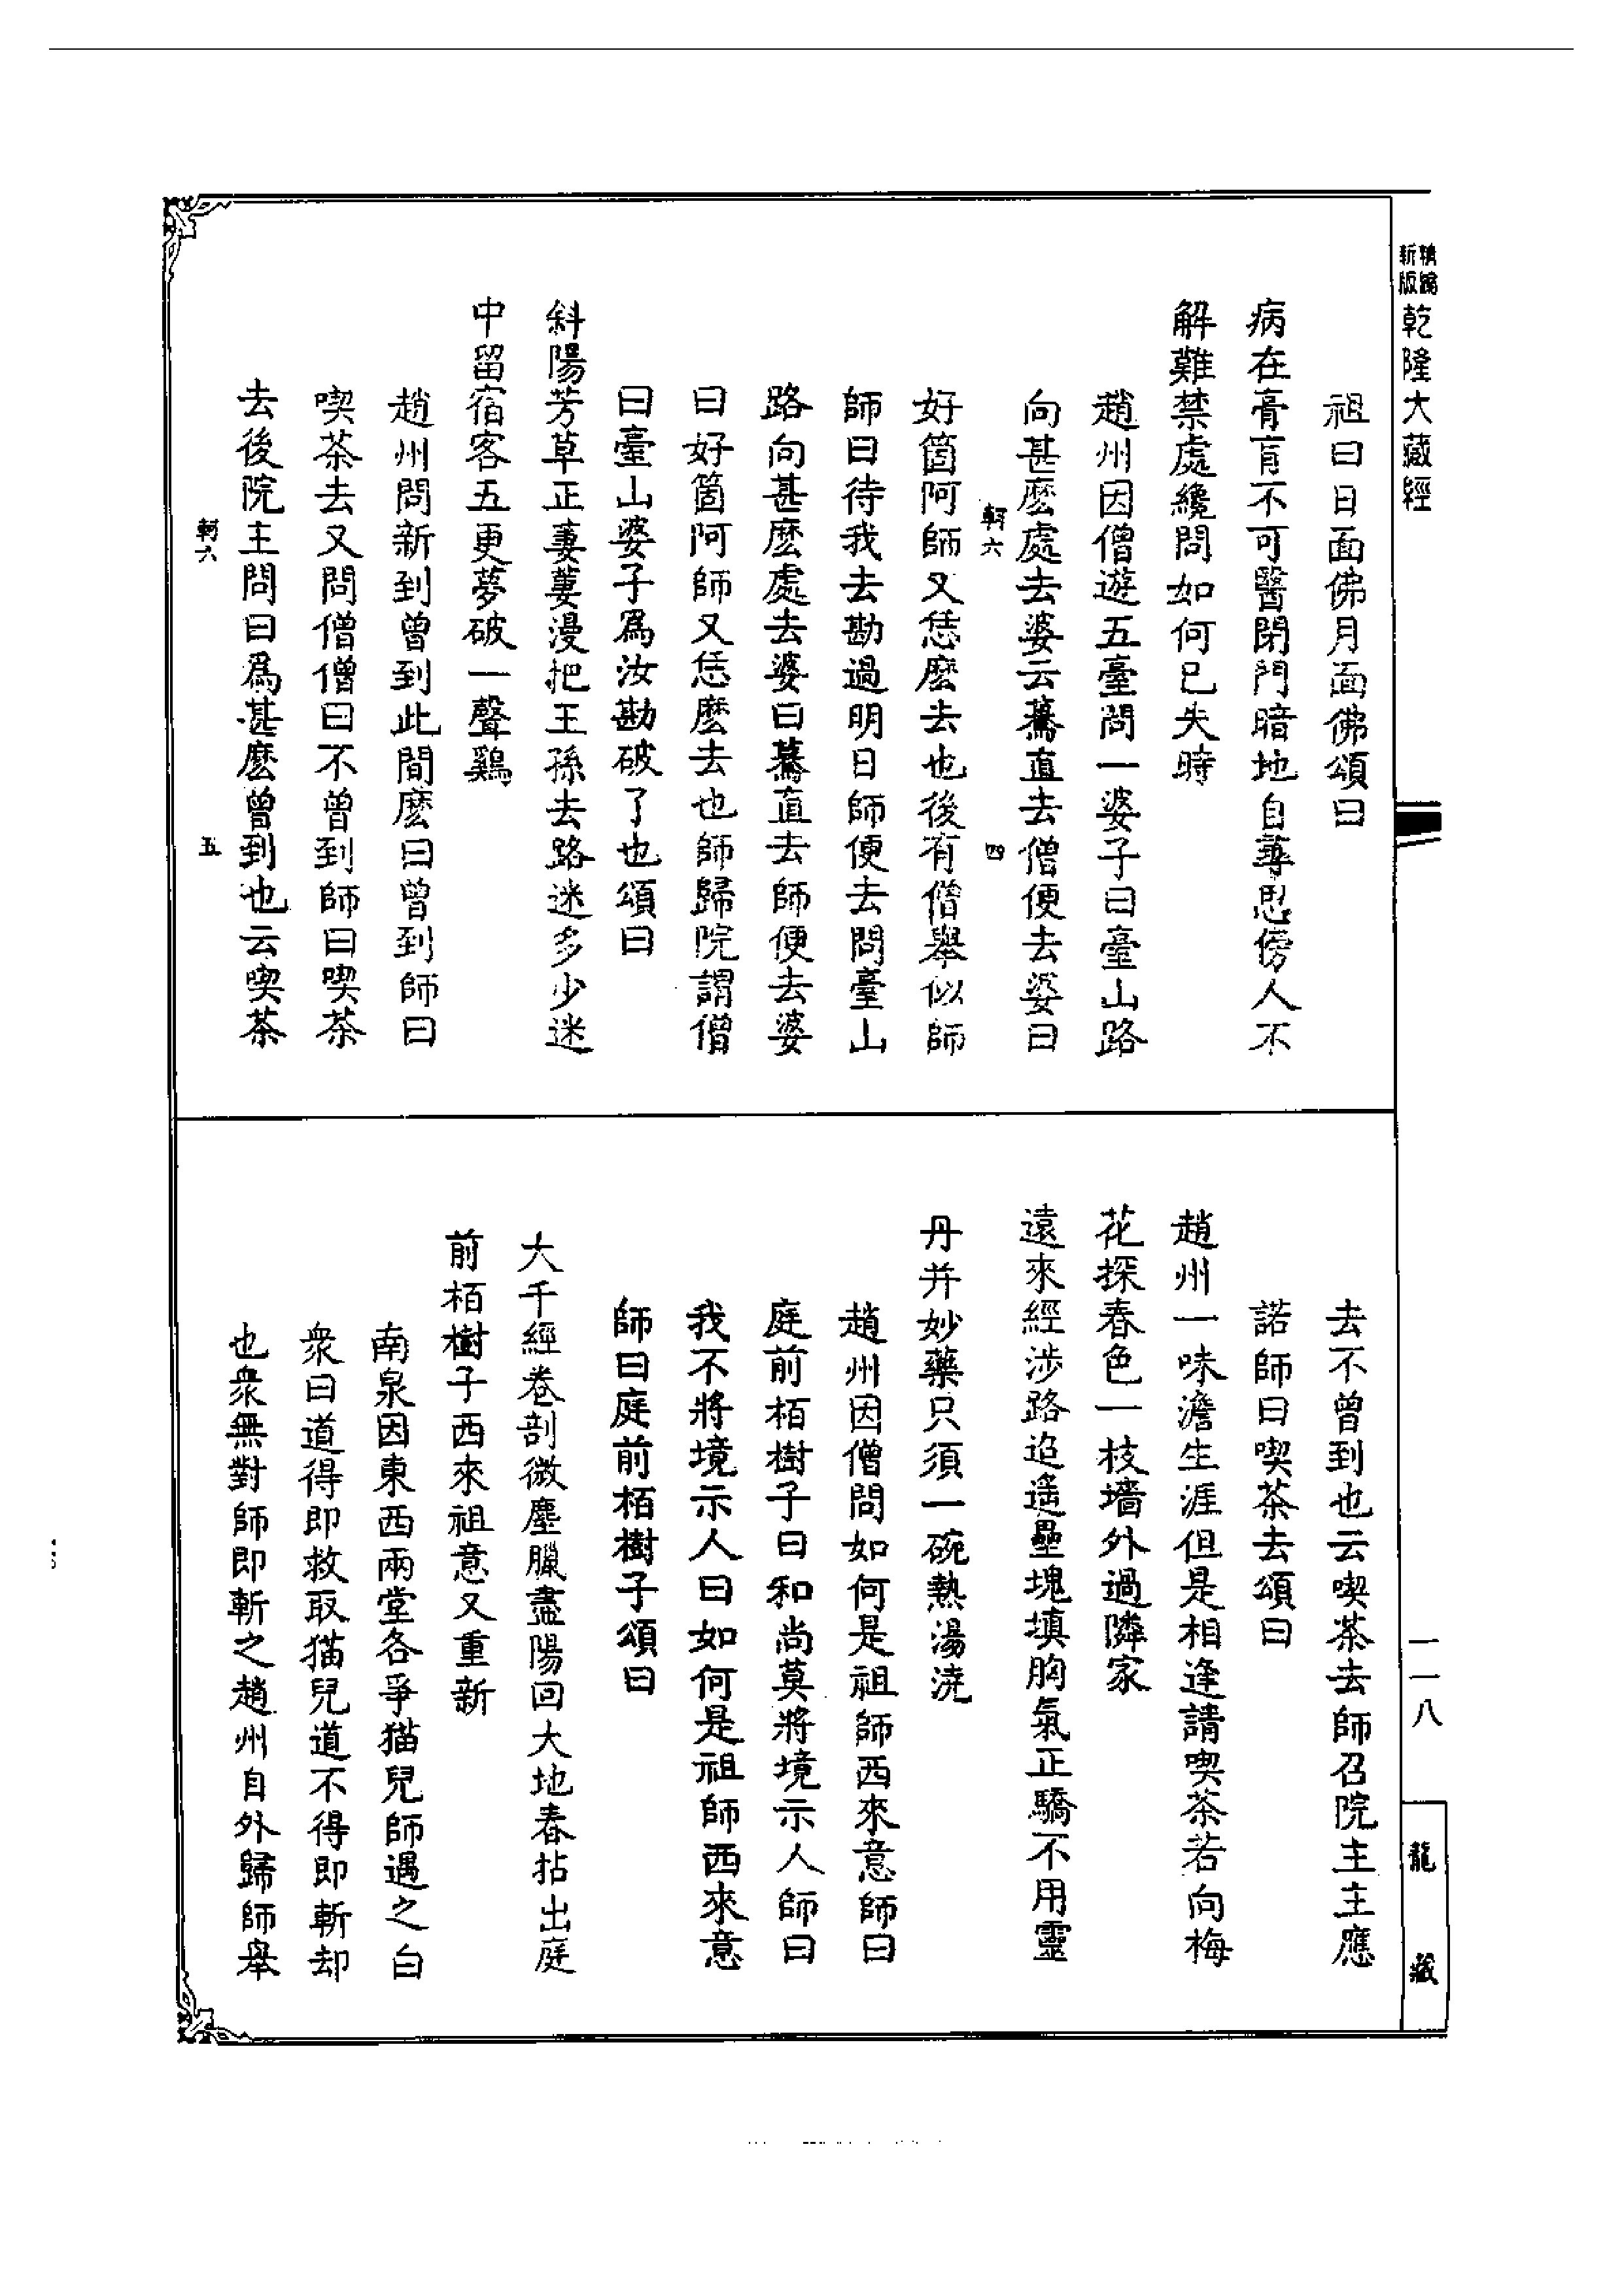 精編
新版
乾隆大藏經
祖曰日面佛月面佛頌曰
病在膏肓不可醫閉門暗地自尋思傍人不
解難禁處纔問如何已失時
趙州因僧遊五臺問一婆子曰臺山路
向甚麽處去婆云驀直去僧便去婆曰
軻六
四
好箇阿師又恁麽去也後有僧舉似師
師曰待我去勘過明日師便去問臺山
路向甚麽處去婆曰驀直去師便去婆
曰好箇阿師又恁麽去也師歸院謂僧
曰臺山婆子爲汝勘破了也頌曰
斜陽芳草正萋萋漫把王孫去路迷多少迷
中留宿客五更夢破一聲鷄
趙州問新到曾到此間麽曰曾到師曰
喫茶去又問僧僧曰不曾到師曰喫茶
去後院主問曰爲甚麽曾到也云喫茶
軻六
五
去不曾到也云喫茶去師召院主主應
諾師曰喫茶去頌曰
趙州一味澹生涯但是相逢請喫茶若向梅
花探春色一枝墻外過隣家
遠來經涉路迢遙壘塊填胸氣正驕不用靈
丹并妙藥只須一碗熱湯澆
趙州因僧問如何是祖師西來意師曰
庭前栢樹子曰和尚莫將境示人師曰
我不將境示人曰如何是祖師西來意
師曰庭前栢樹子頌曰
大千經卷剖微塵臘盡陽回大地春拈出庭
前栢樹子西來祖意又重新
南泉因東西兩堂各爭猫兒師遇之白
衆曰道得即救取猫兒道不得即斬却
也衆無對師即斬之趙州自外歸師舉
一一八
龍藏